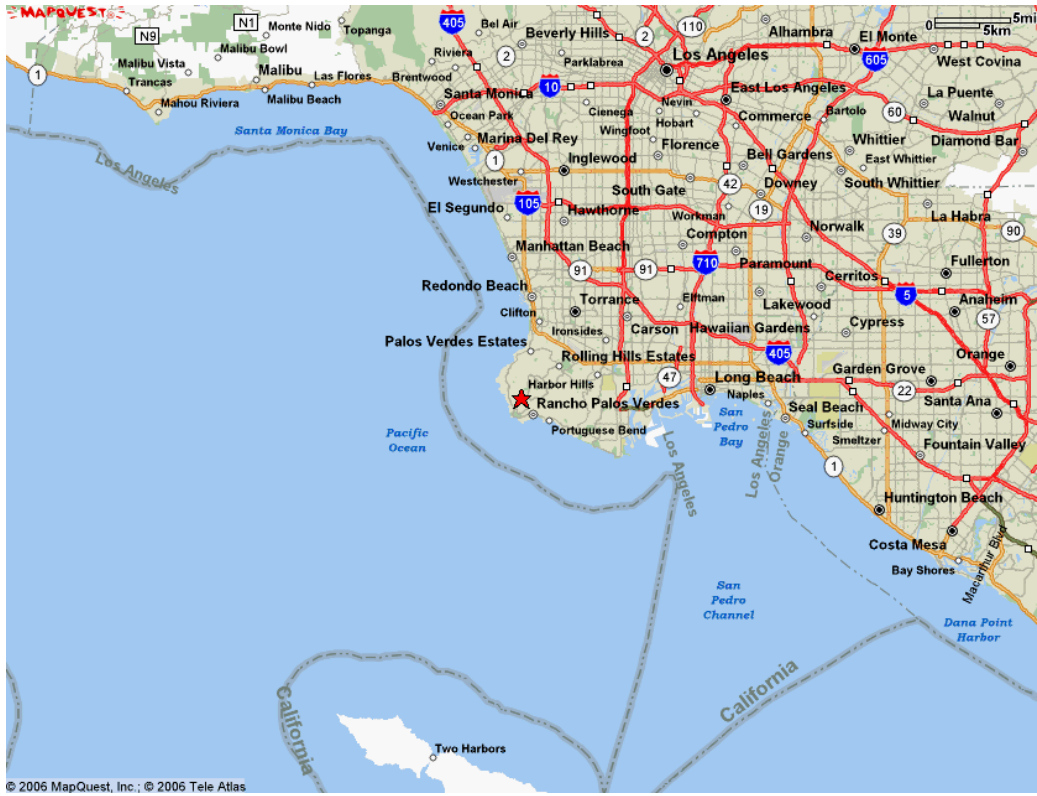 MAPQUEST
405
Bel Air
110
N1
Monte Nido
Topanga
2
Beverly Hills
2
Alhambra
5mi
5km
N9
Malibu Bowl
Riviera
Parklabrea
Los Angeles
El Monte
605
West Covina
Malibu Vista
Brentwood
1
Trancas
Malibu
Las Flores
10
East Los Angeles
La Puente
Mahou Riviera
Malibu Beach
Santa Monica
Cienega
Nevin
Hobart
Commerce
Bartolo
60
Walnut
Ocean Park
Wingfoot
Santa Monica Bay
Marina Del Rey
Florence
Whittier
Diamond Bar
Venice
1
Inglewood
Bell Gardens
East Whittier
Los Angeles
Westchester
South Gate
42
Downey
South Whittier
El Segundo
105
Hawthorne
Workman
19
La Habra
Compton
Norwalk
39
90
Manhattan Beach
91
91
710
Paramount
Cerritos
Fullerton
Redondo Beach
Torrance
Elftman
Lakewood
5
Anaheim
Clifton
Ironsides
Carson
Hawaiian Gardens
Cypress
57
Palos Verdes Estates
Rolling Hills Estates
405
Orange
Harbor Hills
47
Long Beach
Garden Grove
22
Rancho Palos Verdes
Naples
Seal Beach
Santa Ana
Portuguese Bend
San
Pedro
Bay
Surfside
Midway City
Smeltzer
Fountain Valley
Pacific
Ocean
Los Angeles
Los Angeles
Orange
1
Huntington Beach
Costa Mesa
Bay Shores
Macarthur Blvd
San
Pedro
Channel
Dana Point
Harbor
California
California
Two Harbors
© 2006 MapQuest, Inc.; © 2006 Tele Atlas